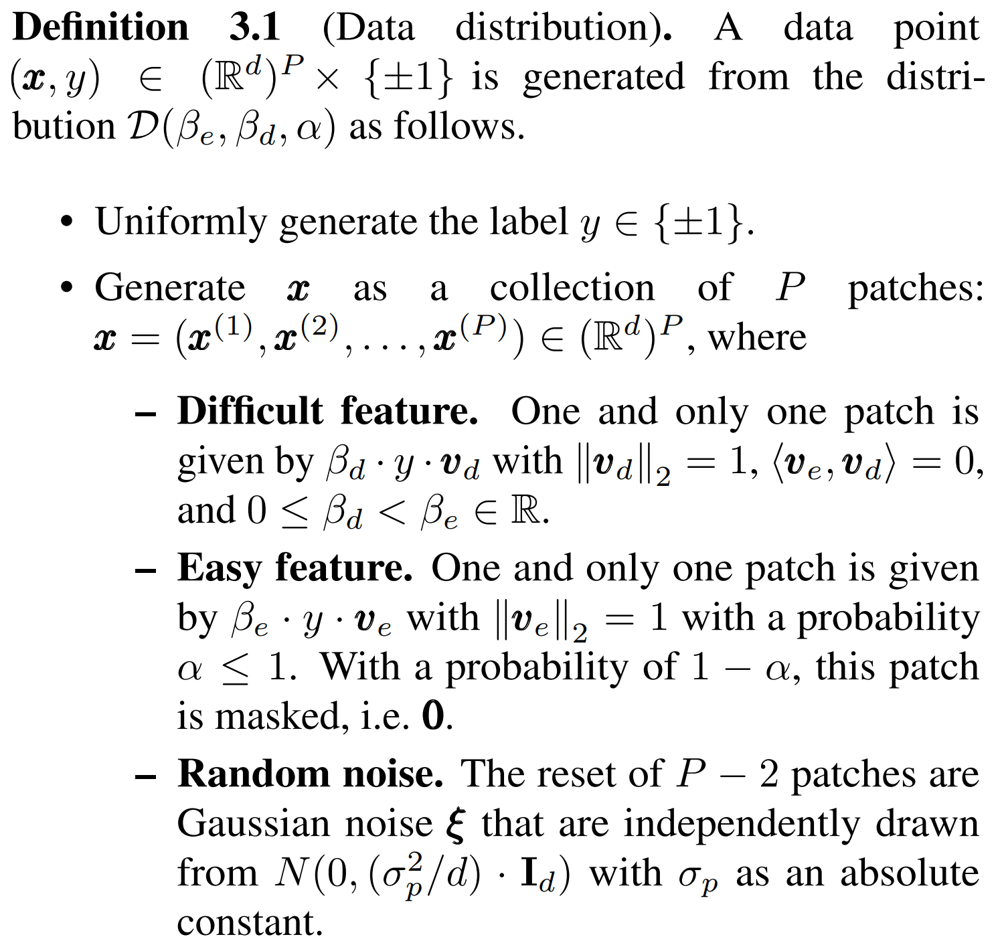 Definition 3.1 (Data distribution). A data point
$(\boldsymbol{x}, y) \in (\mathbb{R}^d)^P \times \{\pm 1\}$ is generated from the distri-
bution $\mathcal{D}(\beta_e, \beta_d, \alpha)$ as follows.
• Uniformly generate the label $y \in \{\pm 1\}$.
• Generate $\boldsymbol{x}$ as a collection of $P$ patches:
$\boldsymbol{x} = (\boldsymbol{x}^{(1)}, \boldsymbol{x}^{(2)}, \ldots, \boldsymbol{x}^{(P)}) \in (\mathbb{R}^d)^P$, where
– Difficult feature. One and only one patch is
given by $\beta_d \cdot y \cdot \boldsymbol{v}_d$ with $\|\boldsymbol{v}_d\|_2 = 1$, $\langle \boldsymbol{v}_e, \boldsymbol{v}_d \rangle = 0$,
and $0 \leq \beta_d < \beta_e \in \mathbb{R}$.
– Easy feature. One and only one patch is given
by $\beta_e \cdot y \cdot \boldsymbol{v}_e$ with $\|\boldsymbol{v}_e\|_2 = 1$ with a probability
$\alpha \leq 1$. With a probability of $1 - \alpha$, this patch
is masked, i.e. $\boldsymbol{0}$.
– Random noise. The reset of $P - 2$ patches are
Gaussian noise $\boldsymbol{\xi}$ that are independently drawn
from $N(0, (\sigma_p^2/d) \cdot \mathbf{I}_d)$ with $\sigma_p$ as an absolute
constant.